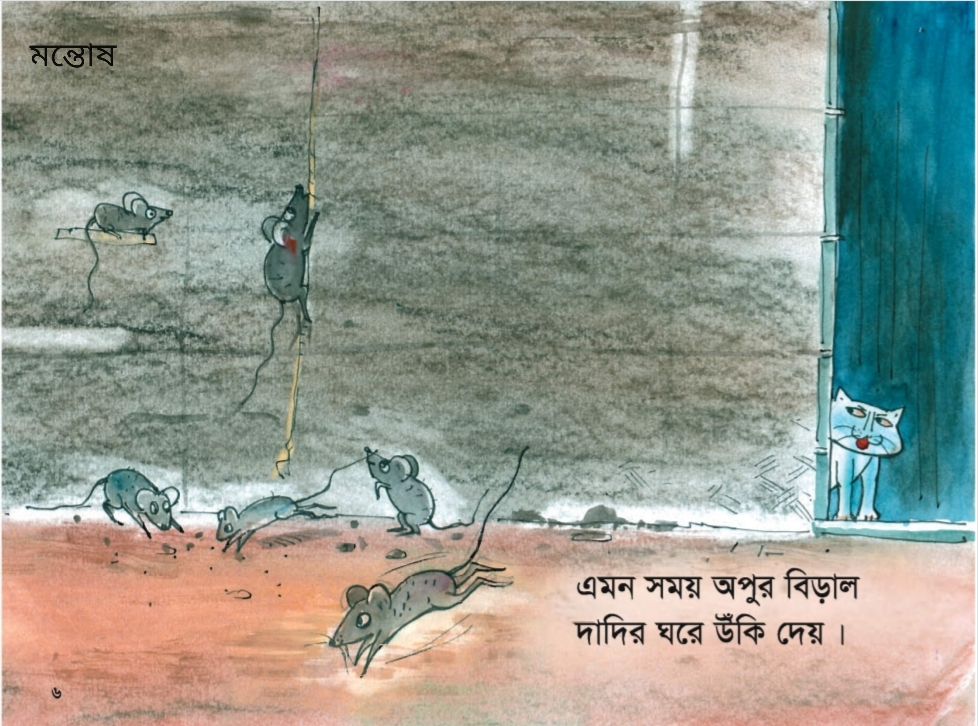 মন্তোষ
এমন সময় অপুর বিড়াল
দাদির ঘরে উঁকি দেয় ।
৬